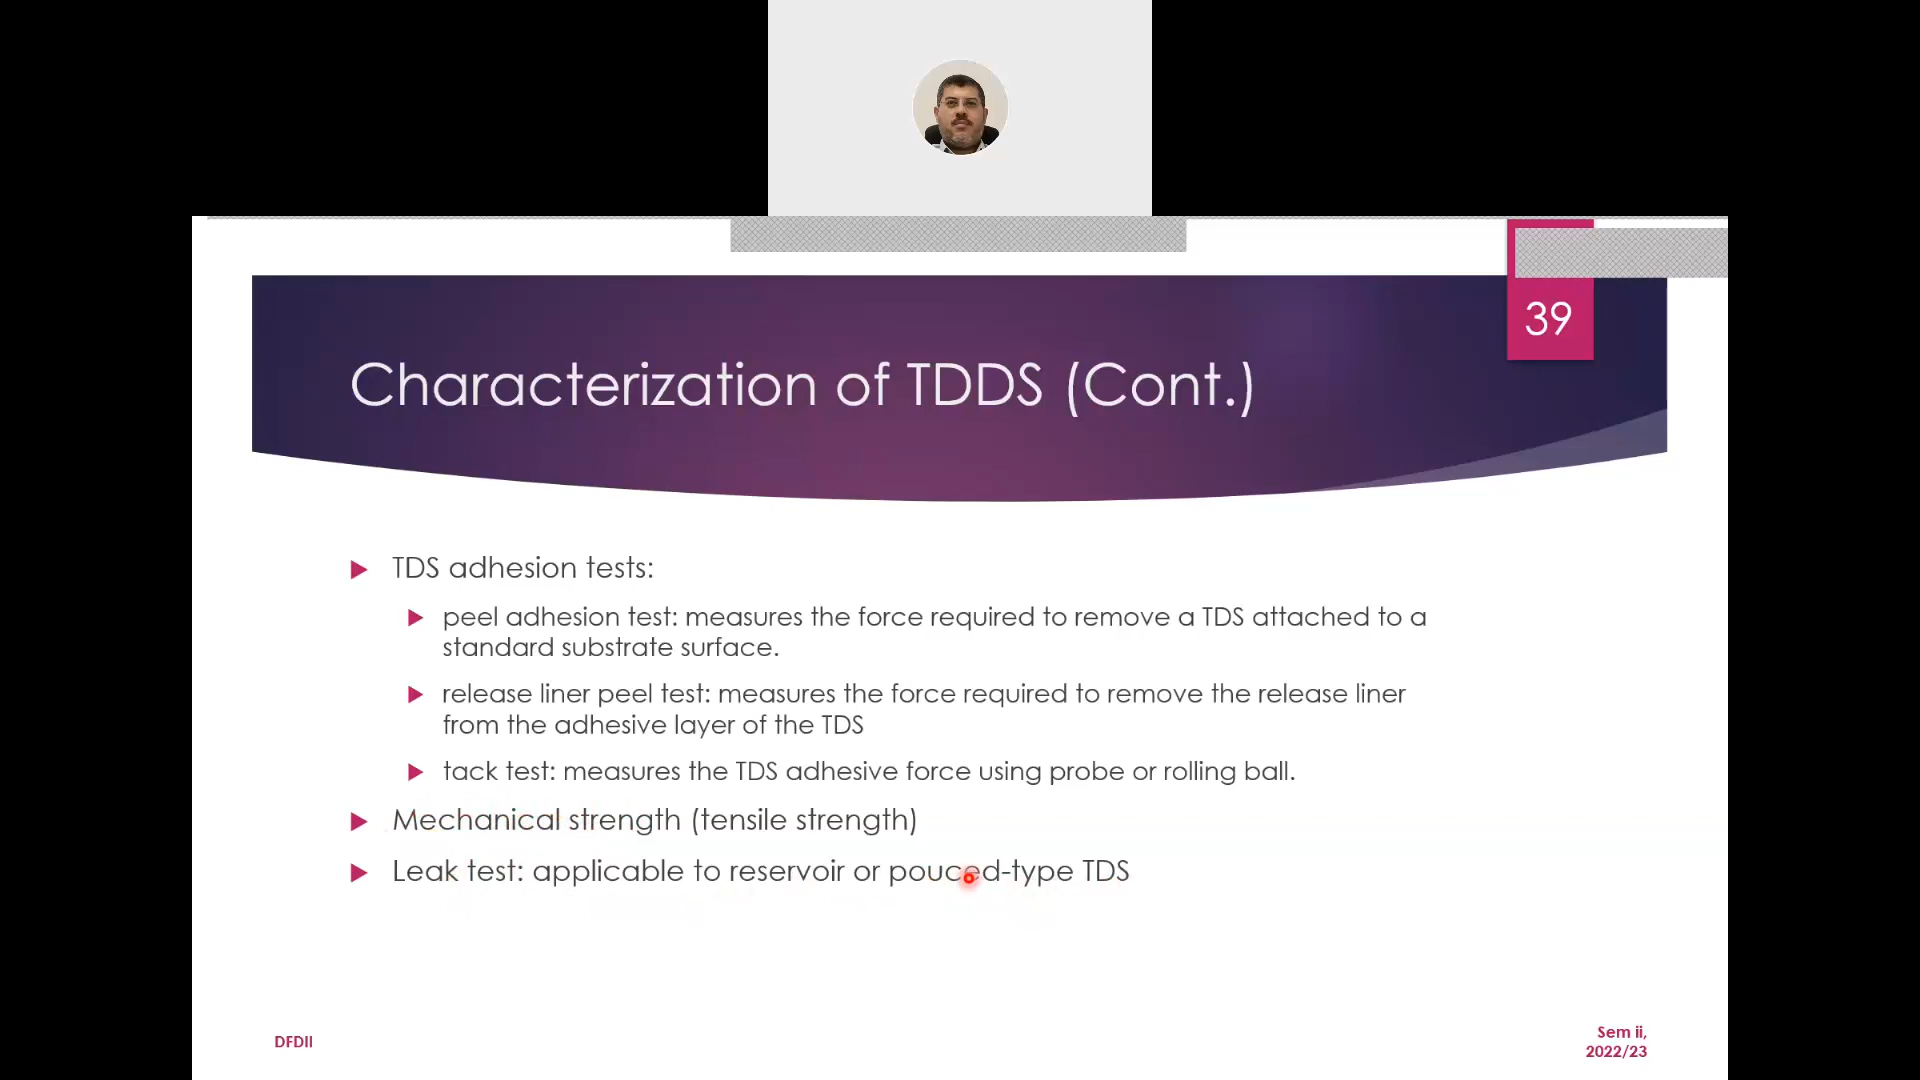 39
Characterization of TDDS (Cont.)
TDS adhesion tests:
peel adhesion test: measures the force required to remove a TDS attached to a
standard substrate surface.
release liner peel test: measures the force required to remove the release liner
from the adhesive layer of the TDS
tack test: measures the TDS adhesive force using probe or rolling ball.
Mechanical strength (tensile strength)
Leak test: applicable to reservoir or pouced-type TDS
DFDII
Sem ii,
2022/23